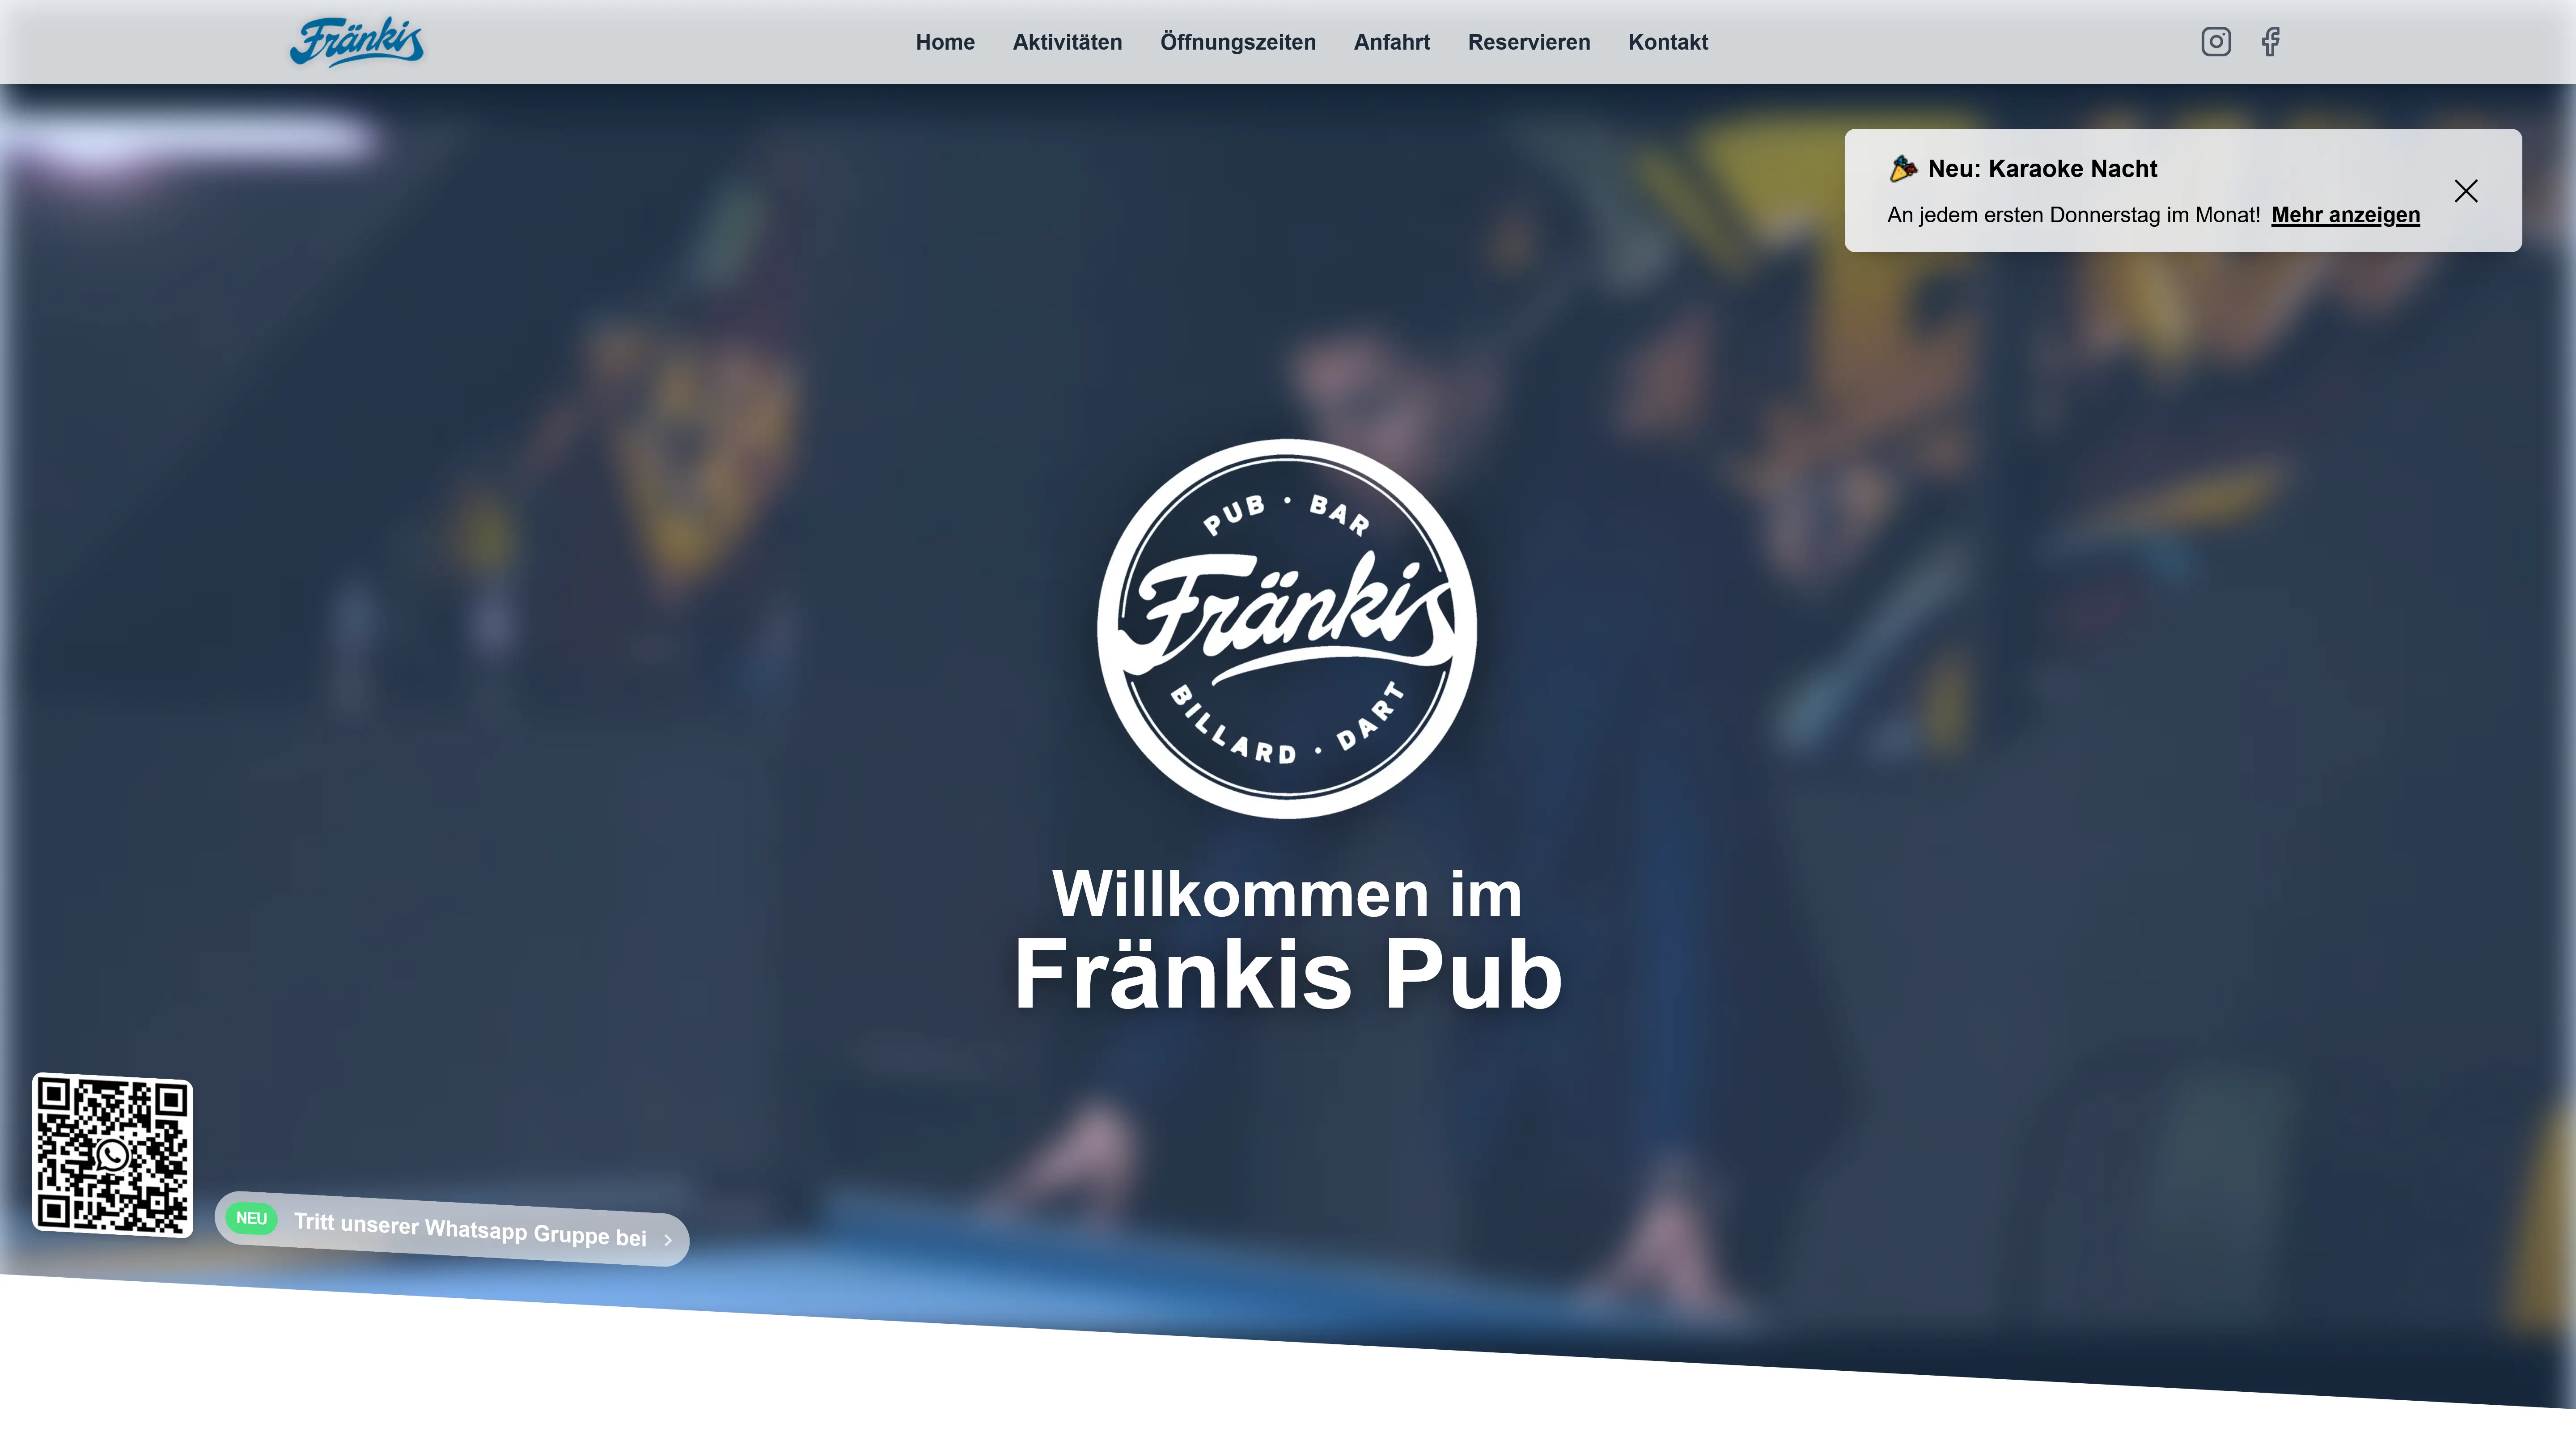 Fränkis
Home Aktivitäten Öffnungszeiten Anfahrt Reservieren Kontakt
Neu: Karaoke Nacht
An jedem ersten Donnerstag im Monat! Mehr anzeigen
PUB · BAR
Fränkis
BILLARD · DART
Willkommen im
Fränkis Pub
NEU Tritt unserer Whatsapp Gruppe bei